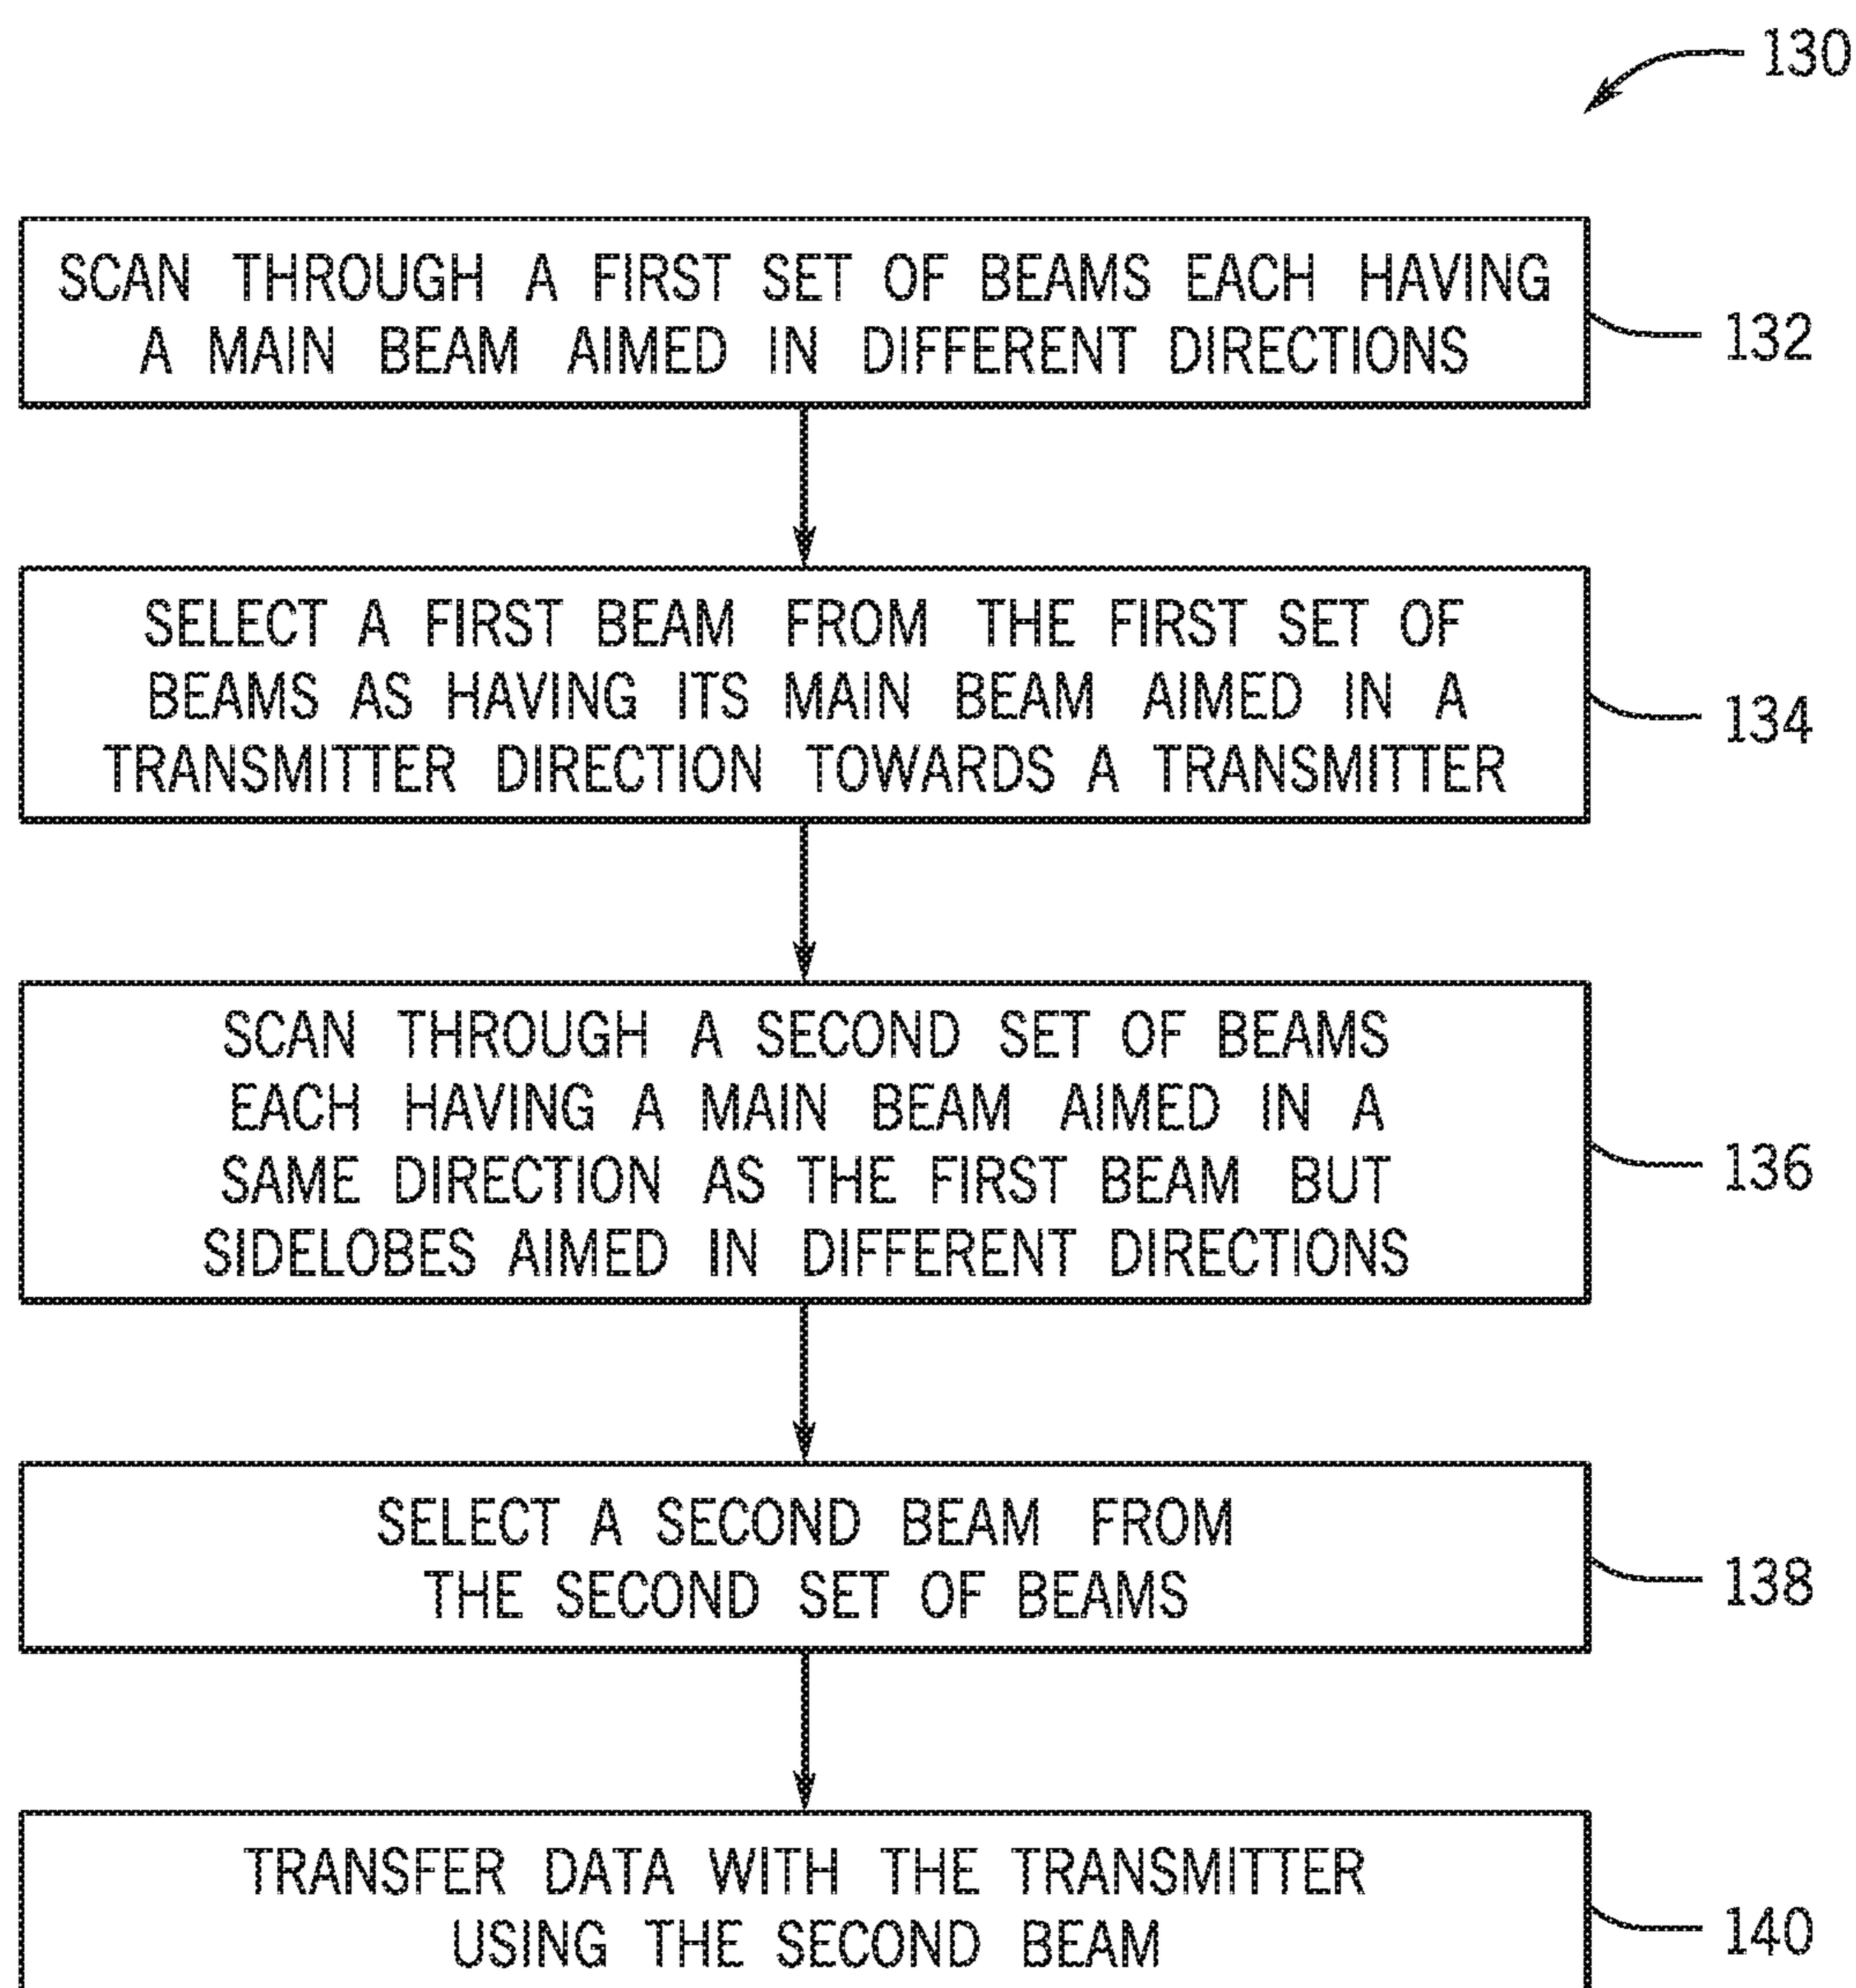 130
SCAN THROUGH A FIRST SET OF BEAMS EACH HAVING
A MAIN BEAM AIMED IN DIFFERENT DIRECTIONS
132
SELECT A FIRST BEAM FROM THE FIRST SET OF
BEAMS AS HAVING ITS MAIN BEAM AIMED IN A
TRANSMITTER DIRECTION TOWARDS A TRANSMITTER
134
SCAN THROUGH A SECOND SET OF BEAMS
EACH HAVING A MAIN BEAM AIMED IN A
SAME DIRECTION AS THE FIRST BEAM BUT
SIDELOBES AIMED IN DIFFERENT DIRECTIONS
136
SELECT A SECOND BEAM FROM
THE SECOND SET OF BEAMS
138
TRANSFER DATA WITH THE TRANSMITTER
USING THE SECOND BEAM
140